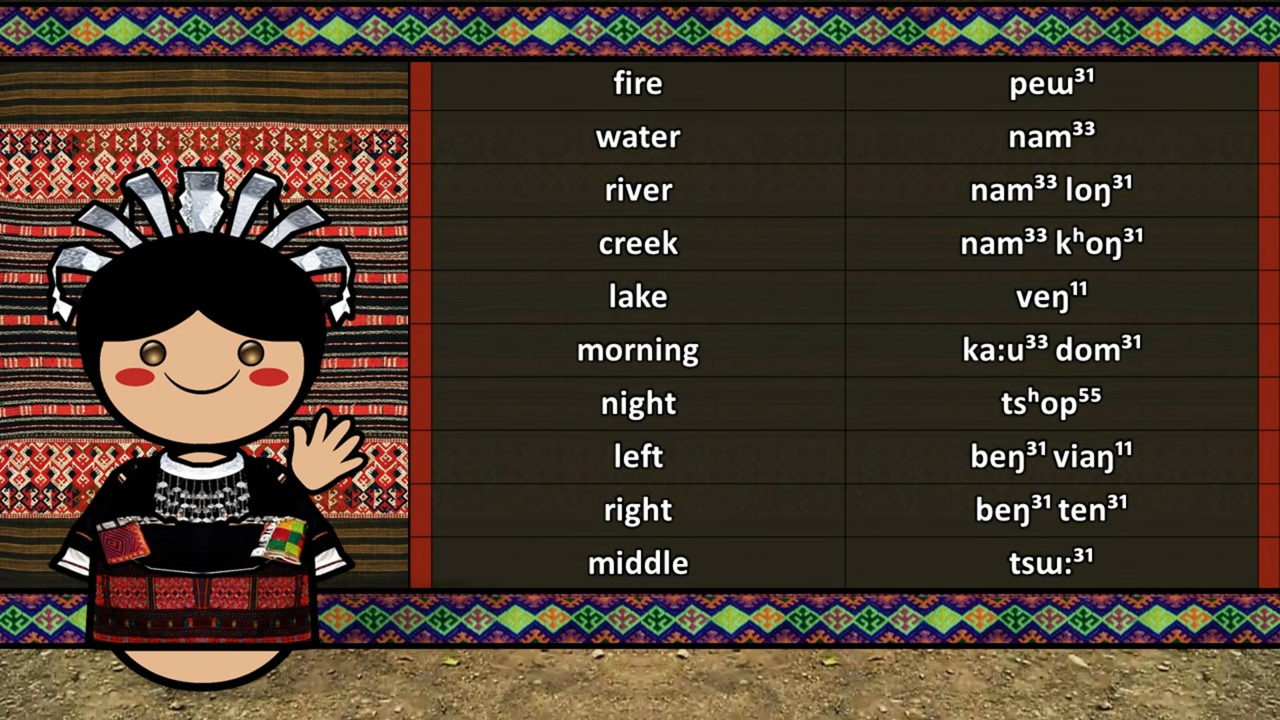 fire peɯ³¹
water nam³³
river nam³³ loŋ³¹
creek nam³³ kʰoŋ³¹
lake veŋ¹¹
morning ka:u³³ dom³¹
night tsʰop⁵⁵
left beŋ³¹ viaŋ¹¹
right beŋ³¹ ten³¹
middle tsɯ:³¹